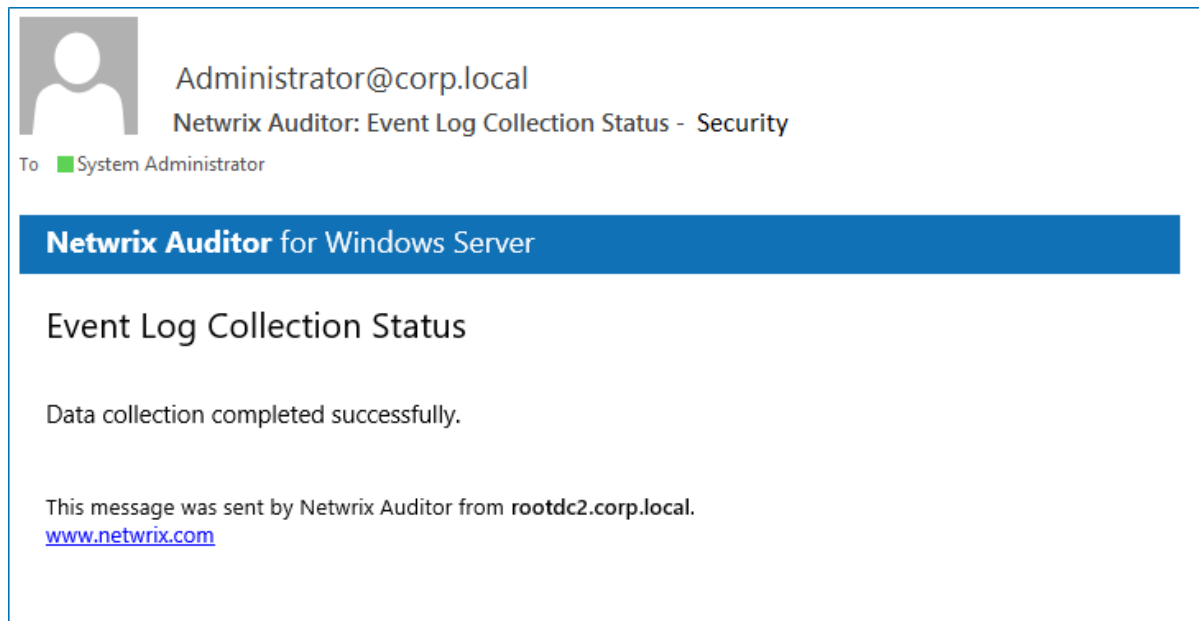 Administrator@corp.local
Netwrix Auditor: Event Log Collection Status - Security
To System Administrator
Netwrix Auditor for Windows Server
Event Log Collection Status
Data collection completed successfully.
This message was sent by Netwrix Auditor from rootdc2.corp.local.
www.netwrix.com